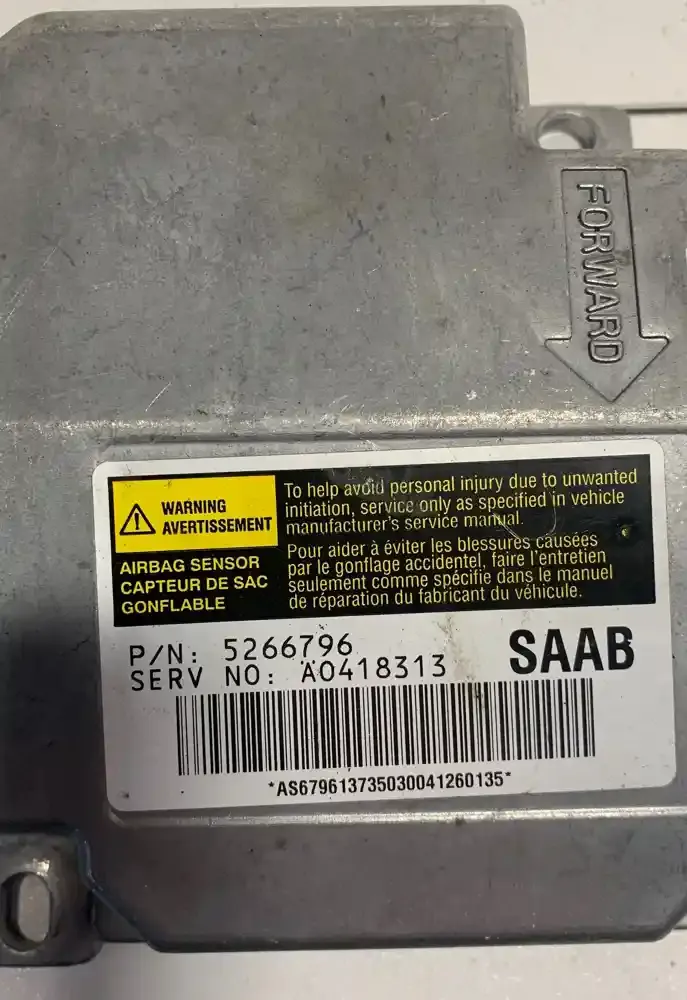 FORWARD
WARNING
AVERTISSEMENT
AIRBAG SENSOR
CAPTEUR DE SAC
GONFLABLE
To help avoid personal injury due to unwanted
initiation, service only as specified in vehicle
manufacturer's service manual.
Pour aider à éviter les blessures causées
par le gonflage accidentel, faire l'entretien
seulement comme spécifie dans le manuel
de réparation du fabricant du véhicule.
P/N: 5266796
SERV NO: A0418313
SAAB
*AS679613735030041260135*